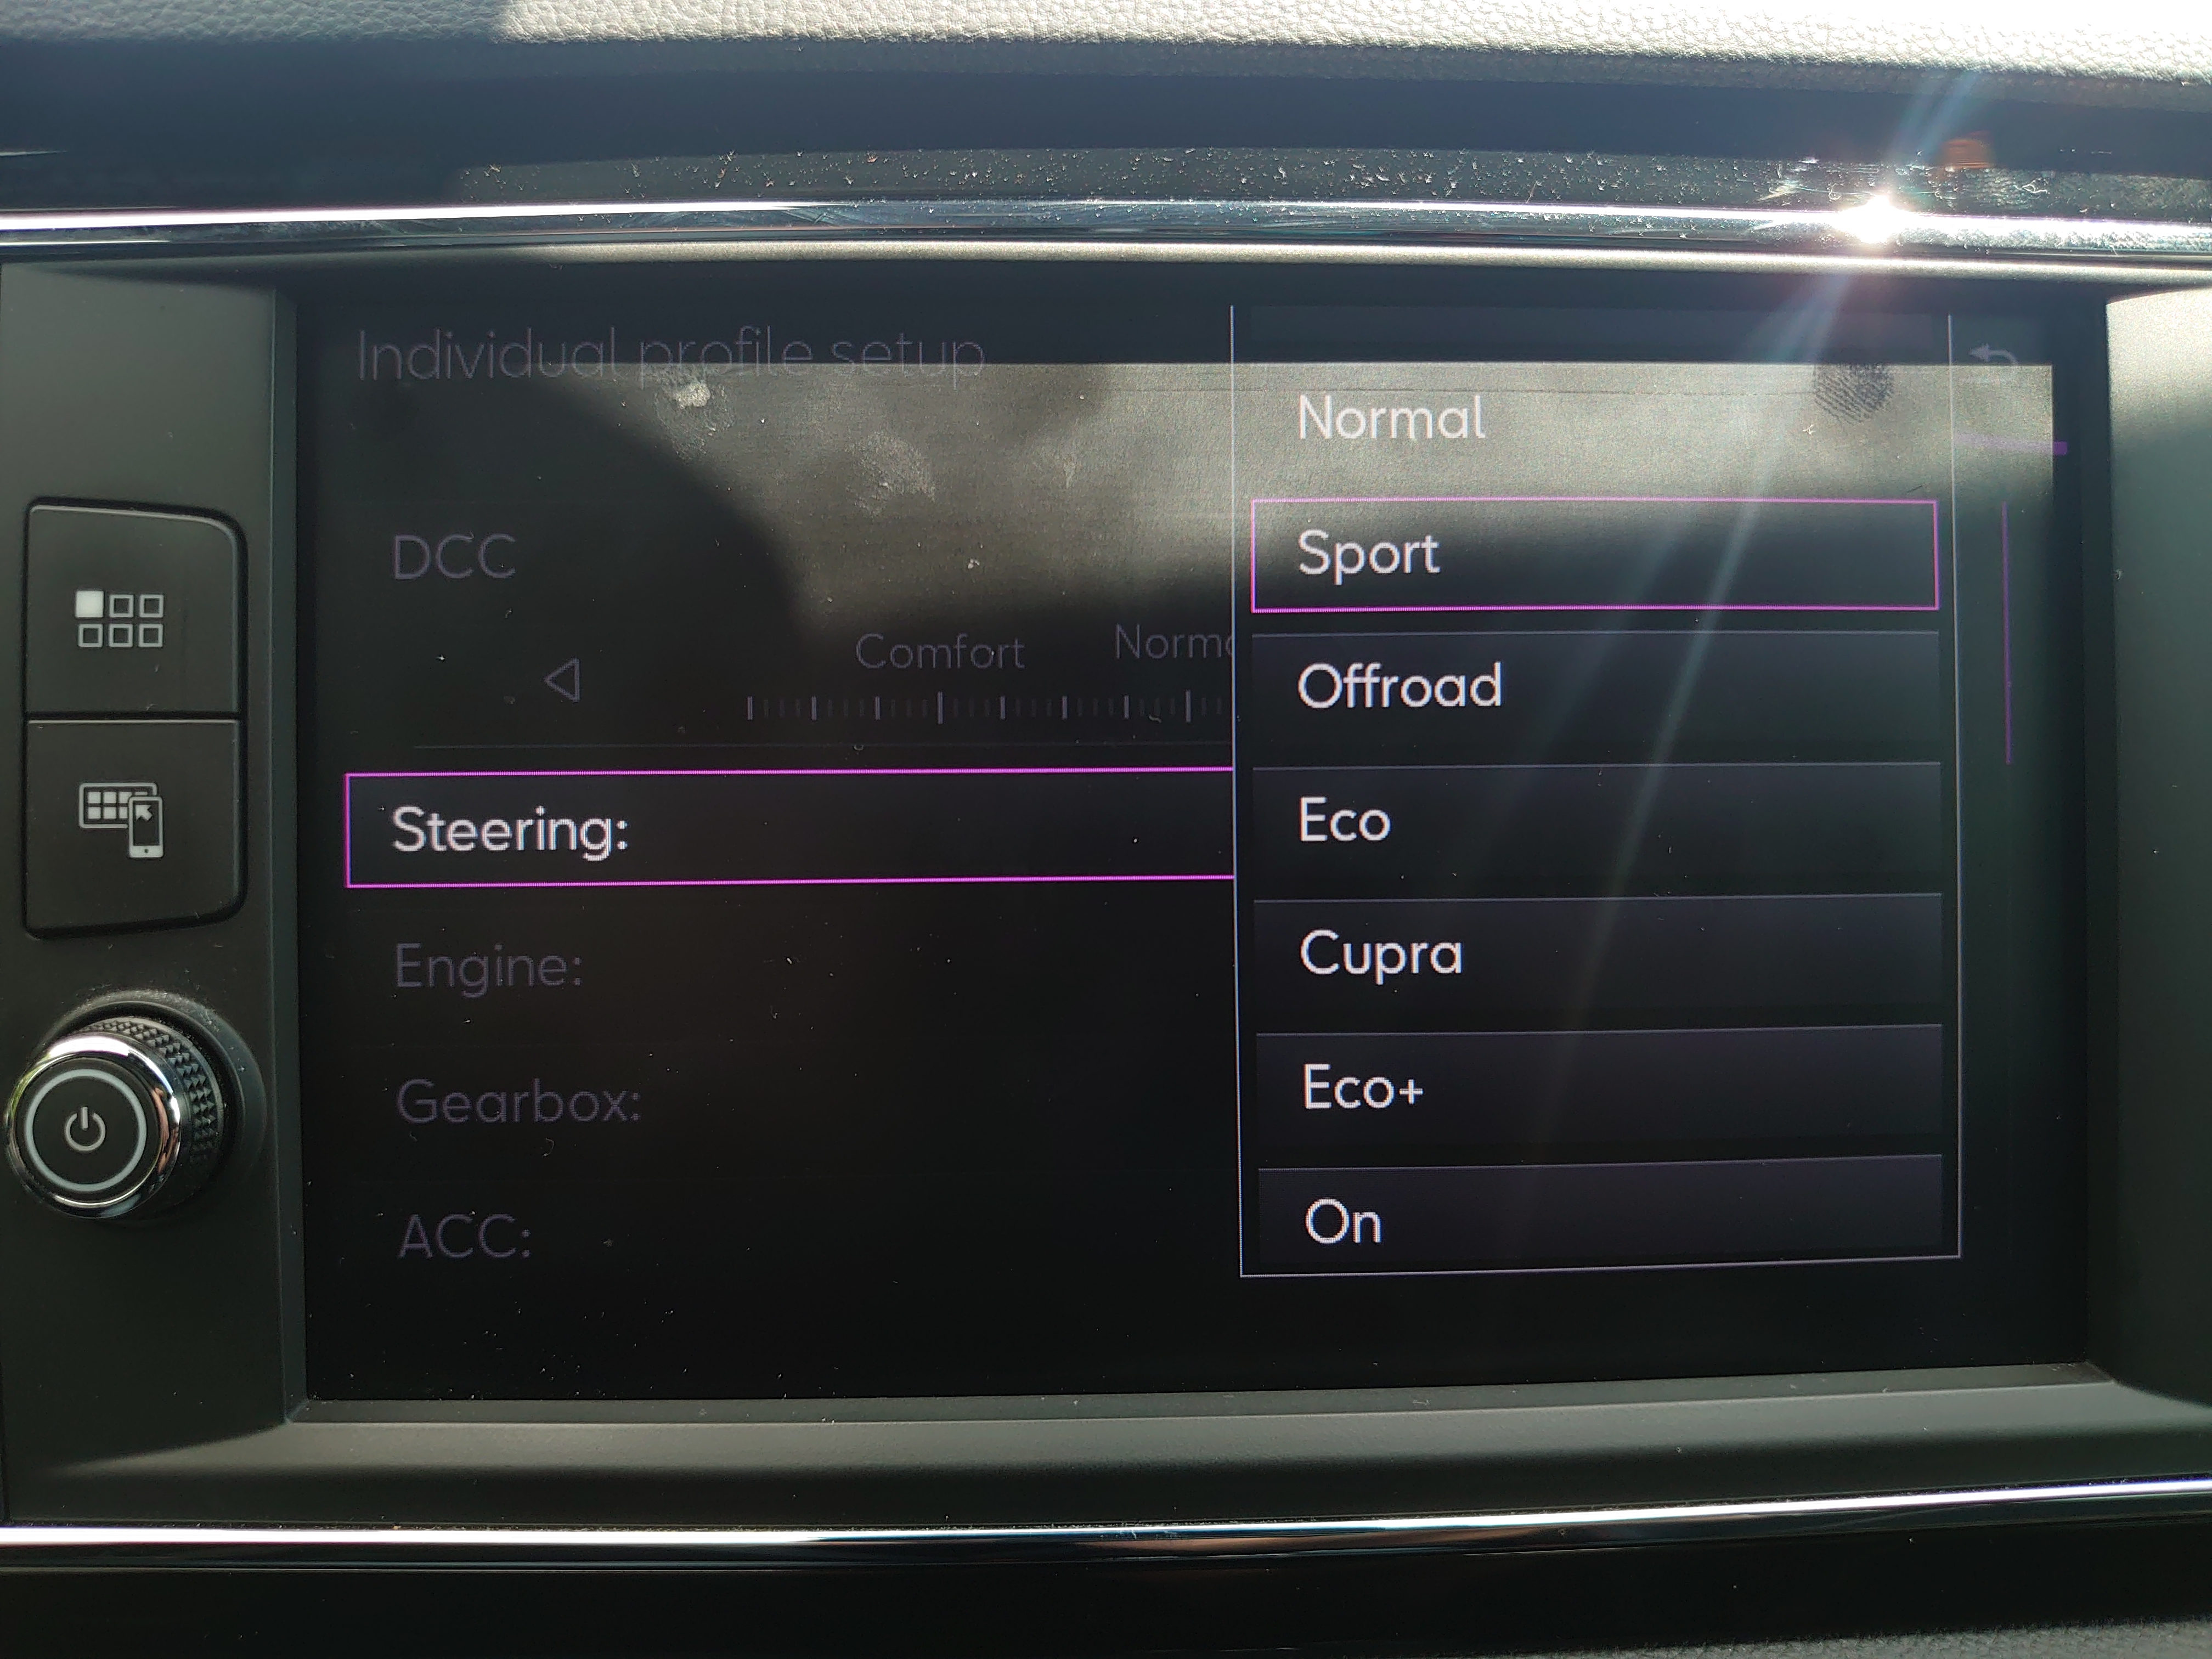 Individual profile setup
Normal
DCC
Sport
Comfort
Offroad
Steering:
Eco
Engine:
Cupra
Gearbox:
Eco+
ACC:
On